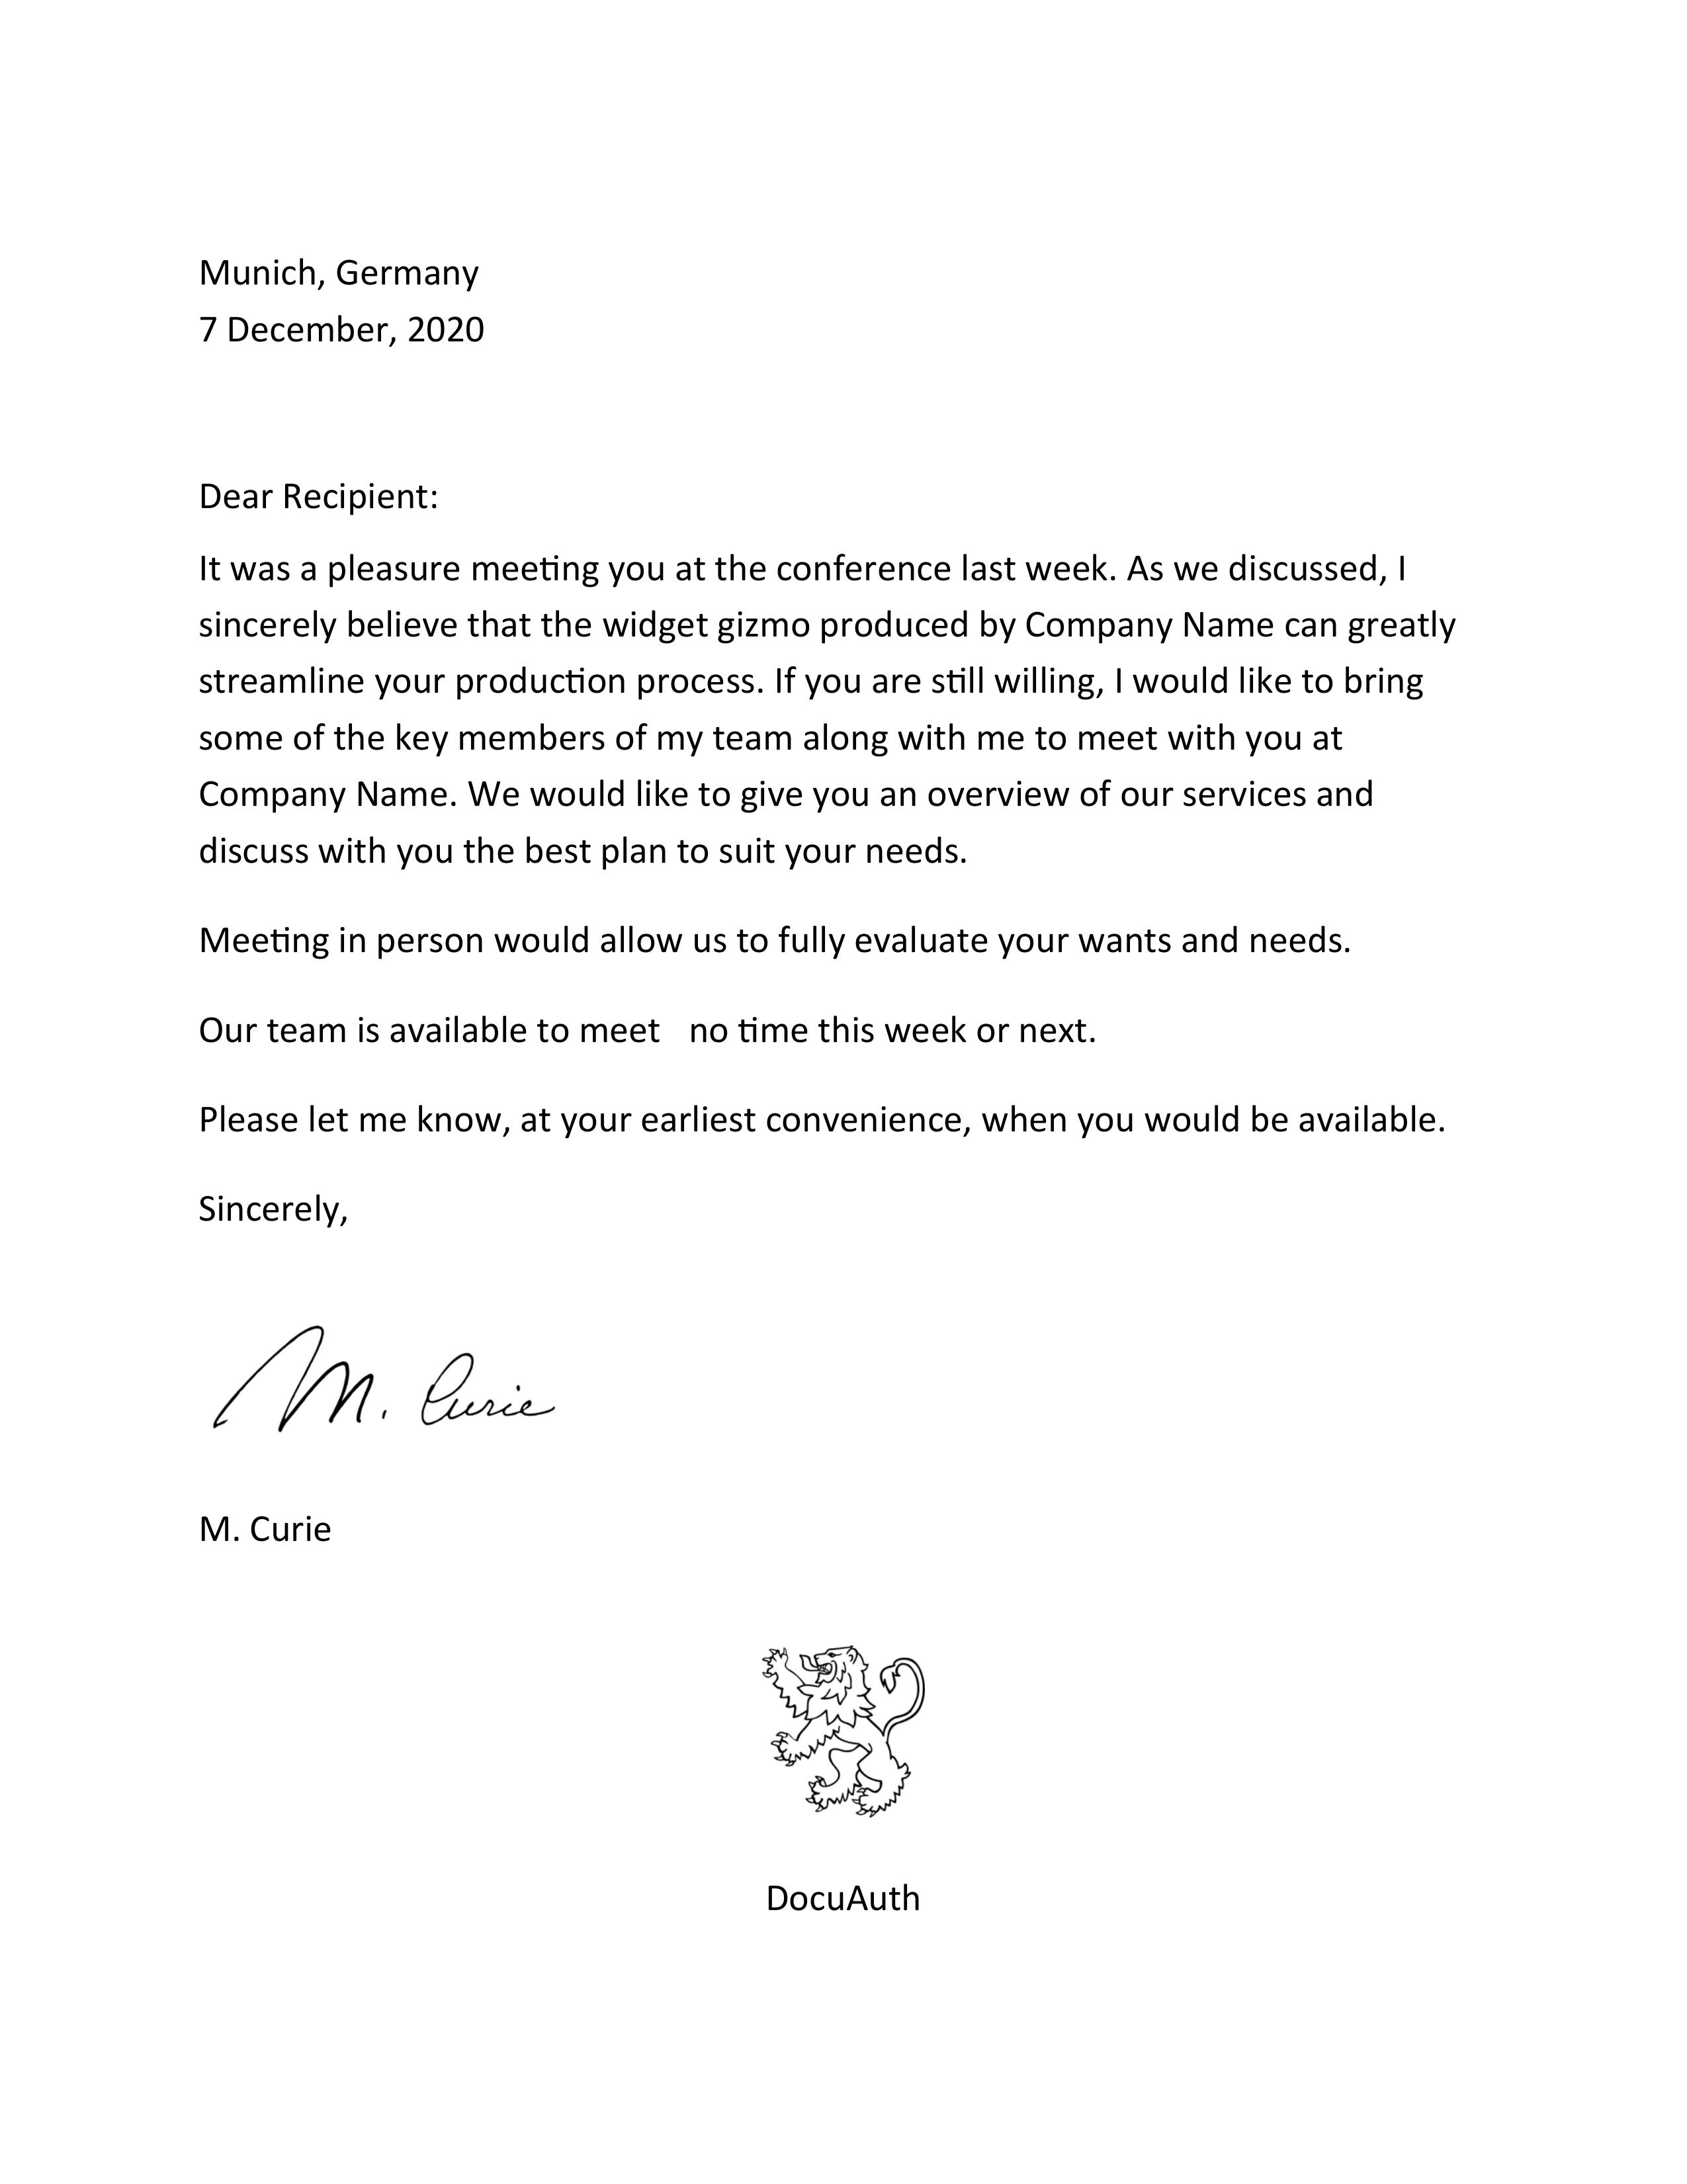 Munich, Germany
7 December, 2020
Dear Recipient:
It was a pleasure meeting you at the conference last week. As we discussed, I
sincerely believe that the widget gizmo produced by Company Name can greatly
streamline your production process. If you are still willing, I would like to bring
some of the key members of my team along with me to meet with you at
Company Name. We would like to give you an overview of our services and
discuss with you the best plan to suit your needs.
Meeting in person would allow us to fully evaluate your wants and needs.
Our team is available to meet   no time this week or next.
Please let me know, at your earliest convenience, when you would be available.
Sincerely,
M. Curie
M. Curie
DocuAuth